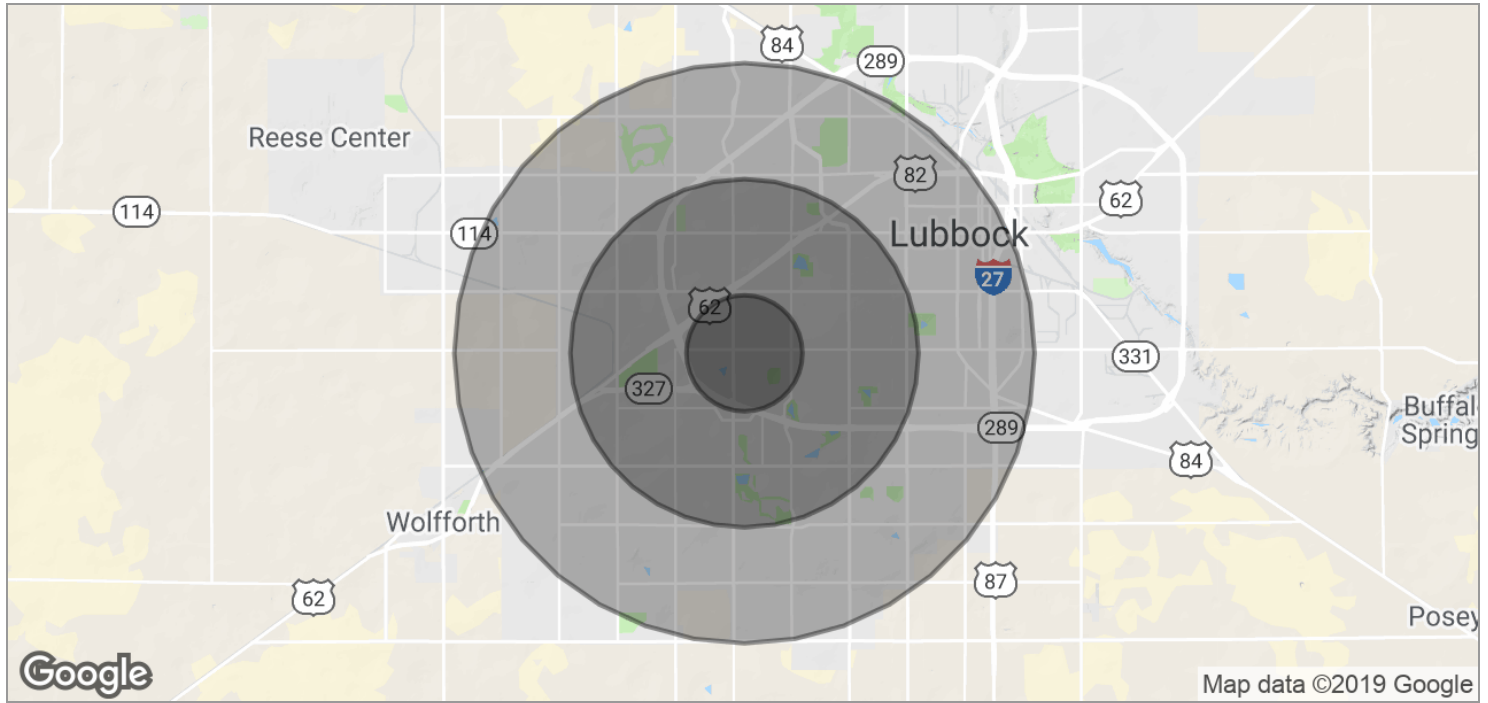 84
289
Reese Center
82
62
114
114
Lubbock
27
62
331
327
Buffal
Spring
289
84
Wolfforth
87
62
Posey
Google
Map data ©2019 Google